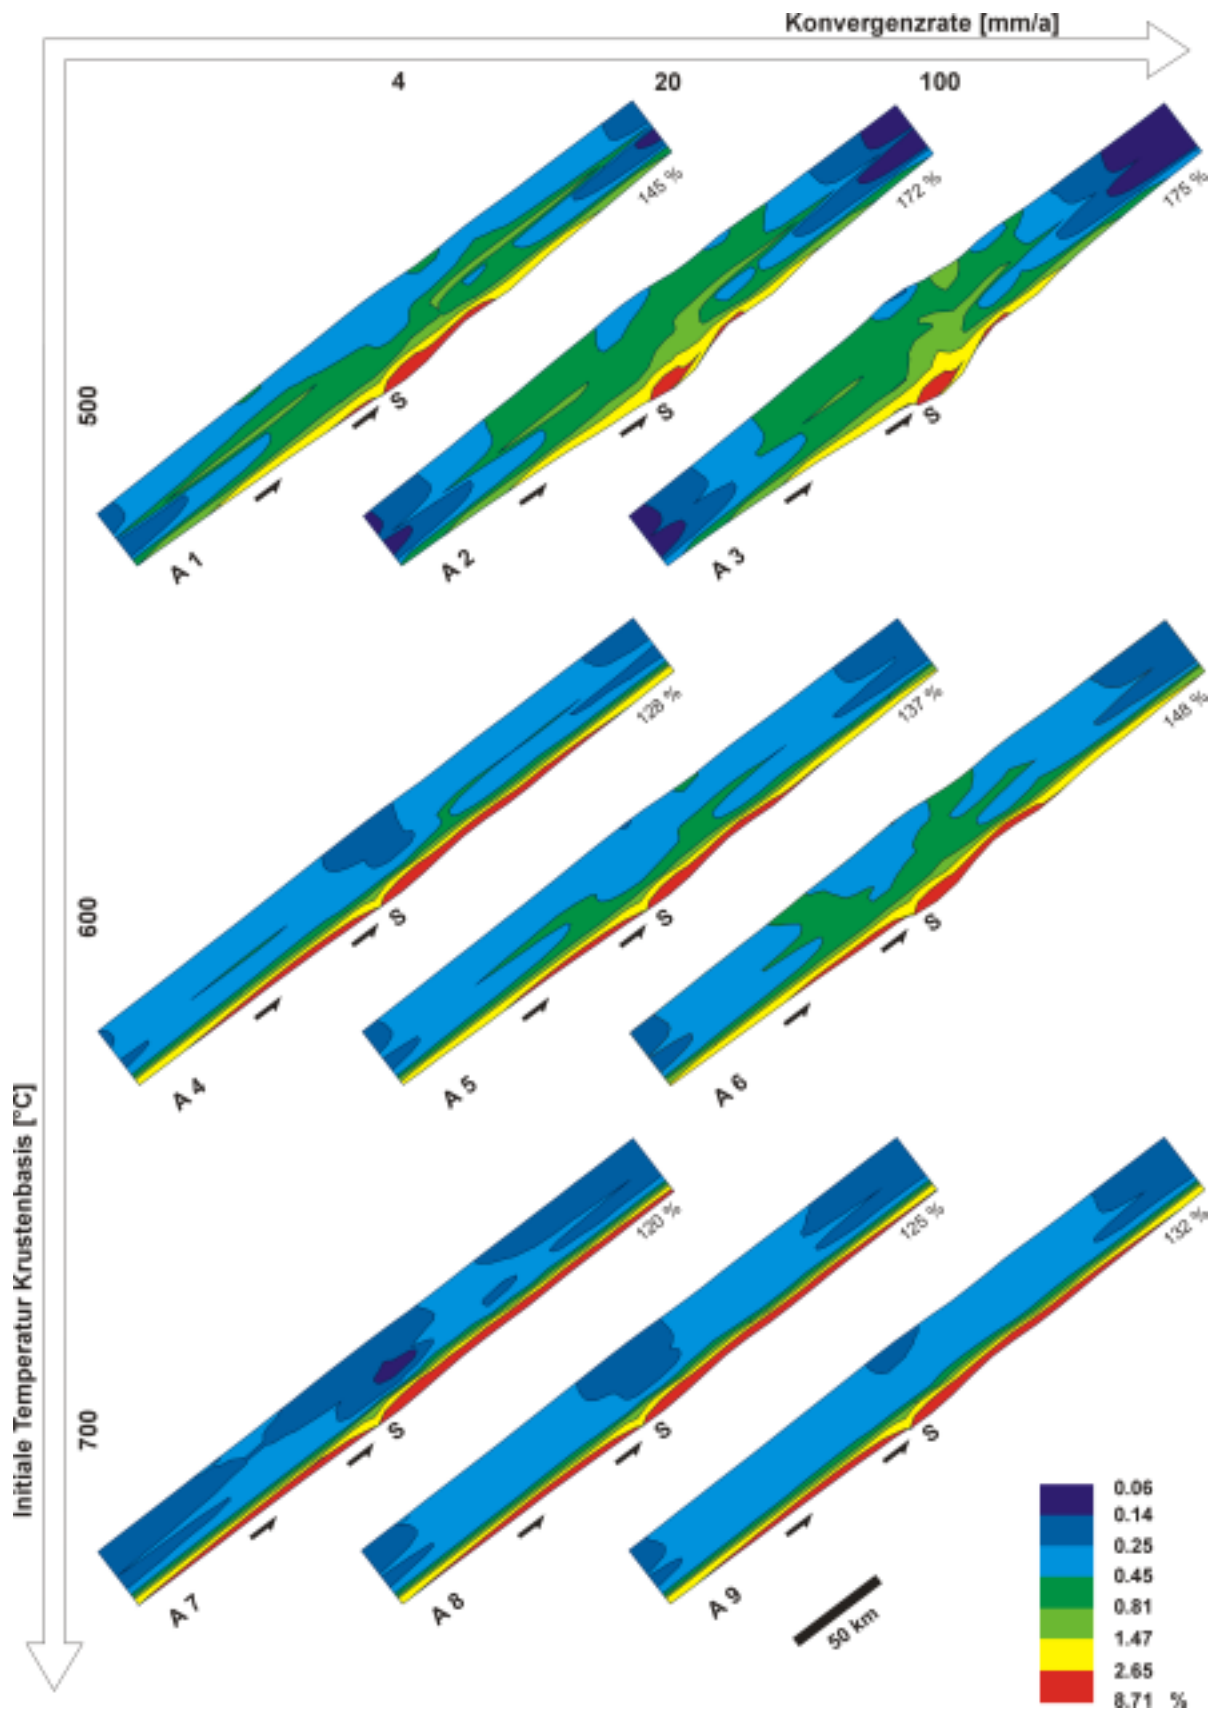 Konvergenzrate [mm/a]
4 20 100
Initiale Temperatur Krustenbasis [°C]
500
145 %
S
A 1
172 %
S
A 2
175 %
S
A 3
600
128 %
S
A 4
137 %
S
A 5
148 %
S
A 6
700
120 %
S
A 7
125 %
S
A 8
132 %
S
A 9
50 km
0.06
0.14
0.25
0.45
0.81
1.47
2.65
8.71 %